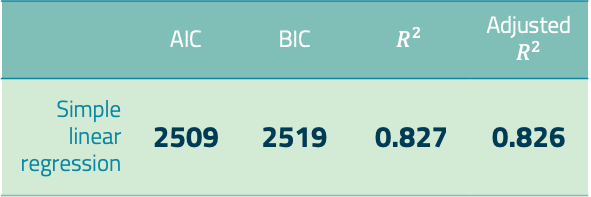 AIC BIC R² Adjusted R²
Simple linear regression 2509 2519 0.827 0.826